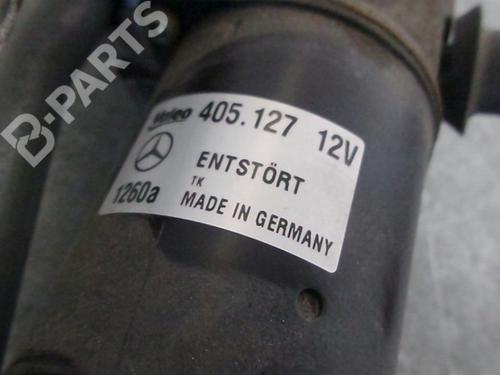 B-PARTS
Valeo 405.127 12V
ENTSTÖRT
TK
1260a MADE IN GERMANY